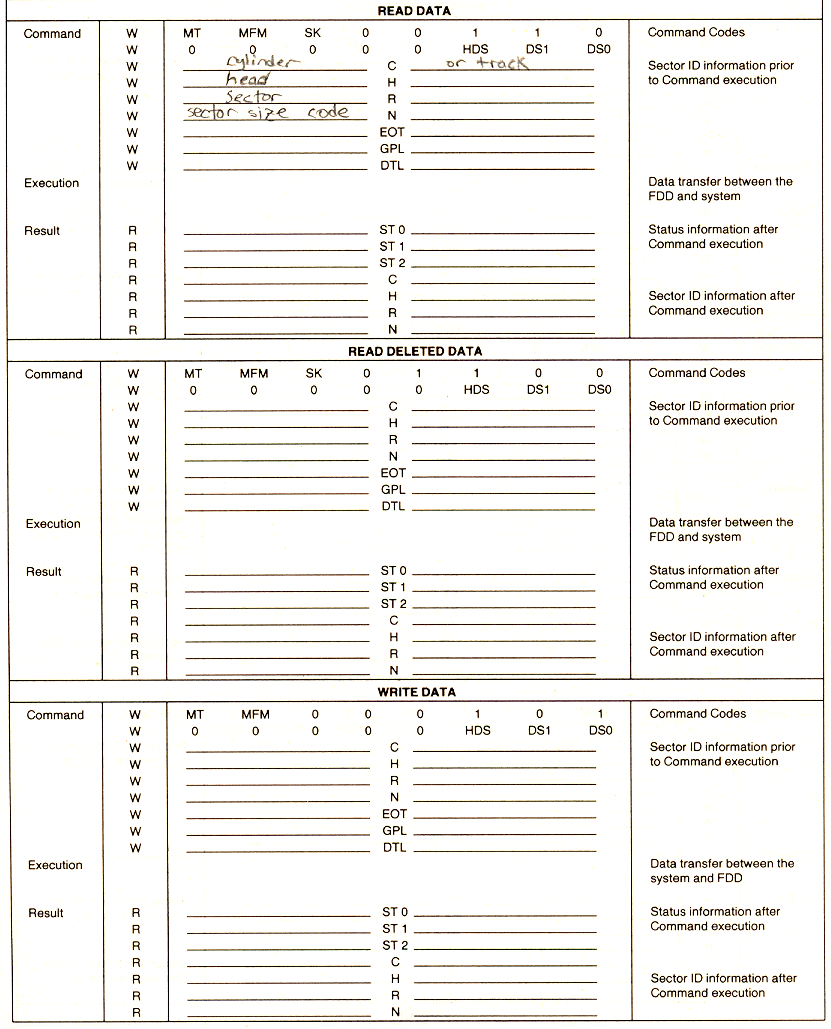 READ DATA
Command W MT MFM SK 0 0 1 1 0 Command Codes
W 0 0 0 0 0 HDS DS1 DS0
W cylinder C or track Sector ID information prior
W head H to Command execution
W Sector R
W sector size code N
W EOT
W GPL
W DTL
Execution Data transfer between the
FDD and system
Result R ST 0 Status information after
R ST 1 Command execution
R ST 2
R C
R H Sector ID information after
R R Command execution
R N
READ DELETED DATA
Command W MT MFM SK 0 1 1 0 0 Command Codes
W 0 0 0 0 0 HDS DS1 DS0
W C Sector ID information prior
W H to Command execution
W R
W N
W EOT
W GPL
W DTL
Execution Data transfer between the
FDD and system
Result R ST 0 Status information after
R ST 1 Command execution
R ST 2
R C
R H Sector ID information after
R R Command execution
R N
WRITE DATA
Command W MT MFM 0 0 0 1 0 1 Command Codes
W 0 0 0 0 0 HDS DS1 DS0
W C Sector ID information prior
W H to Command execution
W R
W N
W EOT
W GPL
W DTL
Execution Data transfer between the
system and FDD
Result R ST 0 Status information after
R ST 1 Command execution
R ST 2
R C
R H Sector ID information after
R R Command execution
R N